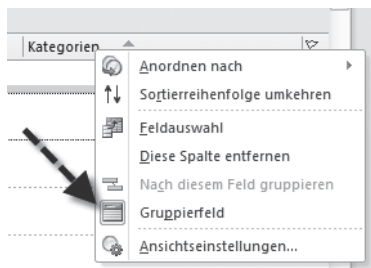 Kategorien
Anordnen nach
Sortierreihenfolge umkehren
Feldauswahl
Diese Spalte entfernen
Nach diesem Feld gruppieren
Gruppierfeld
Ansichtseinstellungen...